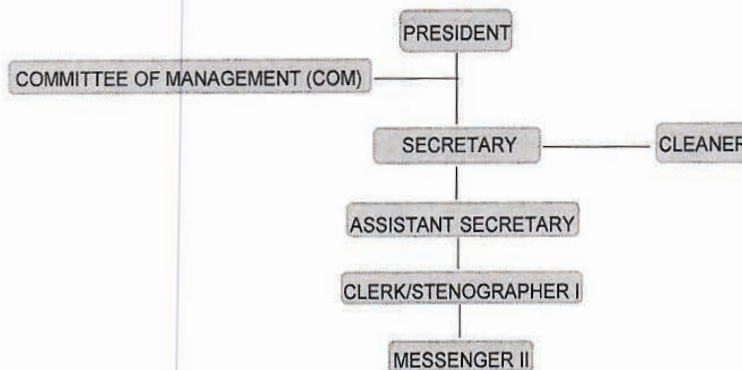 PRESIDENT
COMMITTEE OF MANAGEMENT (COM)
SECRETARY
CLEANER
ASSISTANT SECRETARY
CLERK/STENOGRAPHER I
MESSENGER II